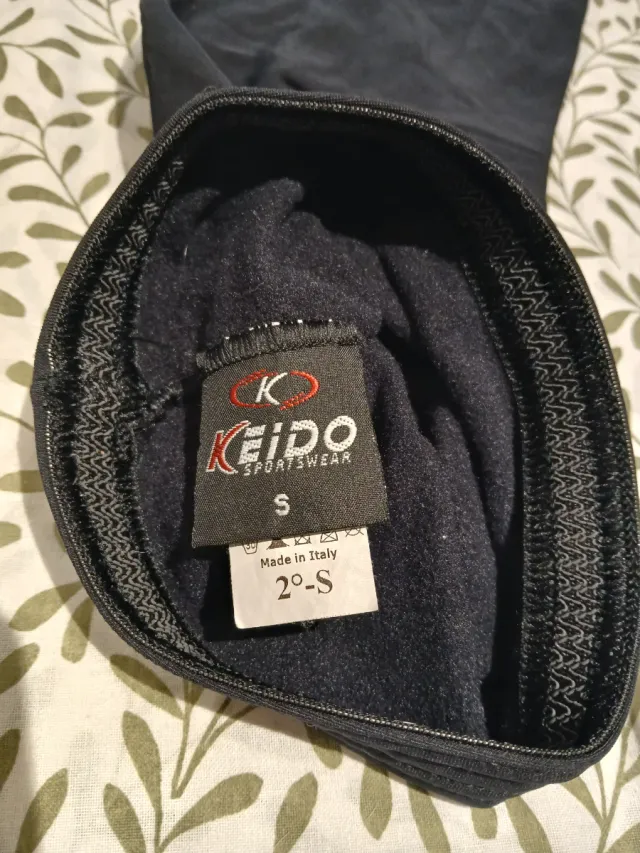 K
KEiDO
SPORTSWEAR
S
Made in Italy
2°-S